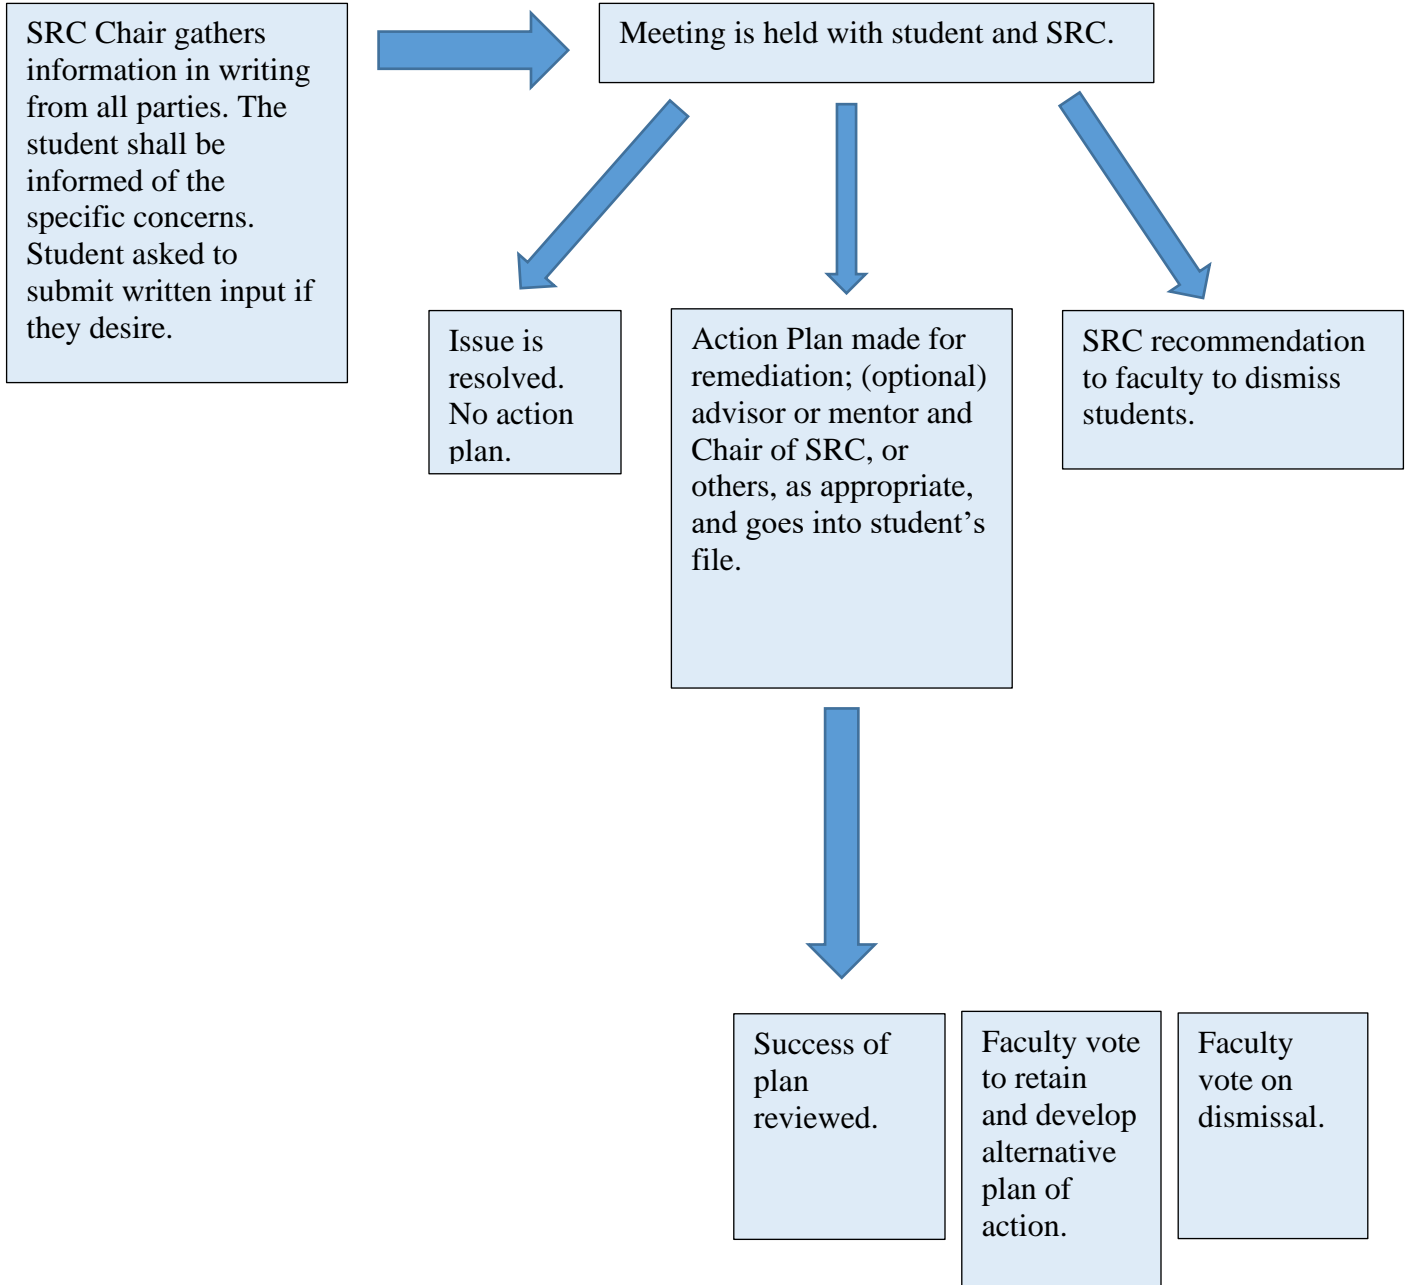 SRC Chair gathers
information in writing
from all parties. The
student shall be
informed of the
specific concerns.
Student asked to
submit written input if
they desire.
Meeting is held with student and SRC.
Issue is
resolved.
No action
plan.
Action Plan made for
remediation; (optional)
advisor or mentor and
Chair of SRC, or
others, as appropriate,
and goes into student’s
file.
SRC recommendation
to faculty to dismiss
students.
Success of
plan
reviewed.
Faculty vote
to retain
and develop
alternative
plan of
action.
Faculty
vote on
dismissal.